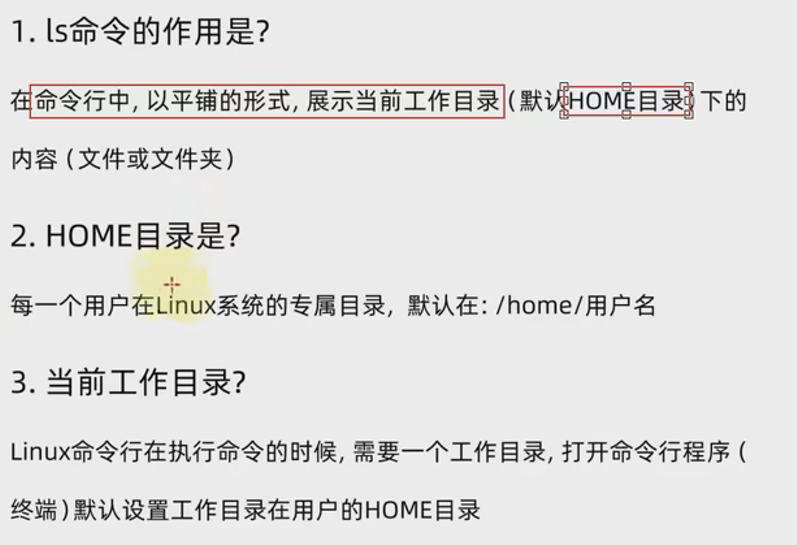 1. ls命令的作用是?
在命令行中, 以平铺的形式, 展示当前工作目录 (默认HOME目录) 下的
内容 (文件或文件夹)
2. HOME目录是?
每一个用户在Linux系统的专属目录, 默认在: /home/用户名
3. 当前工作目录?
Linux命令行在执行命令的时候, 需要一个工作目录, 打开命令行程序 (
终端) 默认设置工作目录在用户的HOME目录